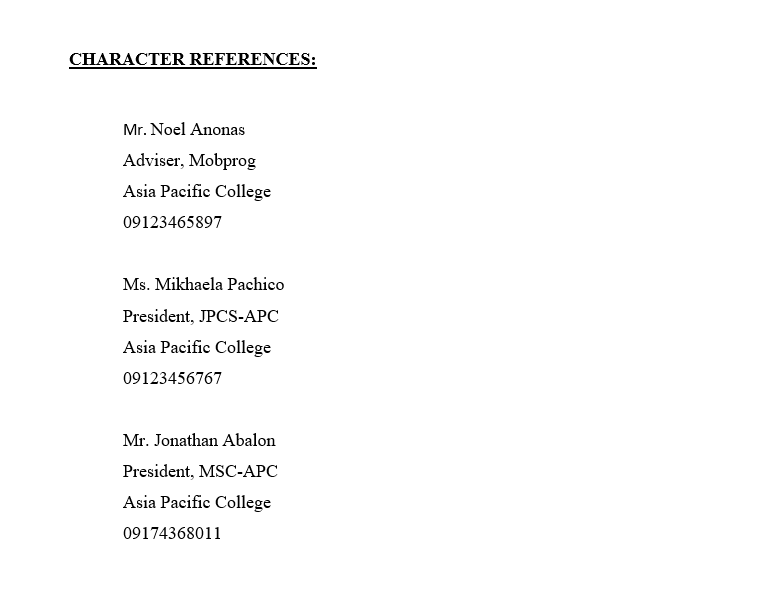 CHARACTER REFERENCES:
Mr. Noel Anonas
Adviser, Mobprog
Asia Pacific College
09123465897
Ms. Mikhaela Pachico
President, JPCS-APC
Asia Pacific College
09123456767
Mr. Jonathan Abalon
President, MSC-APC
Asia Pacific College
09174368011